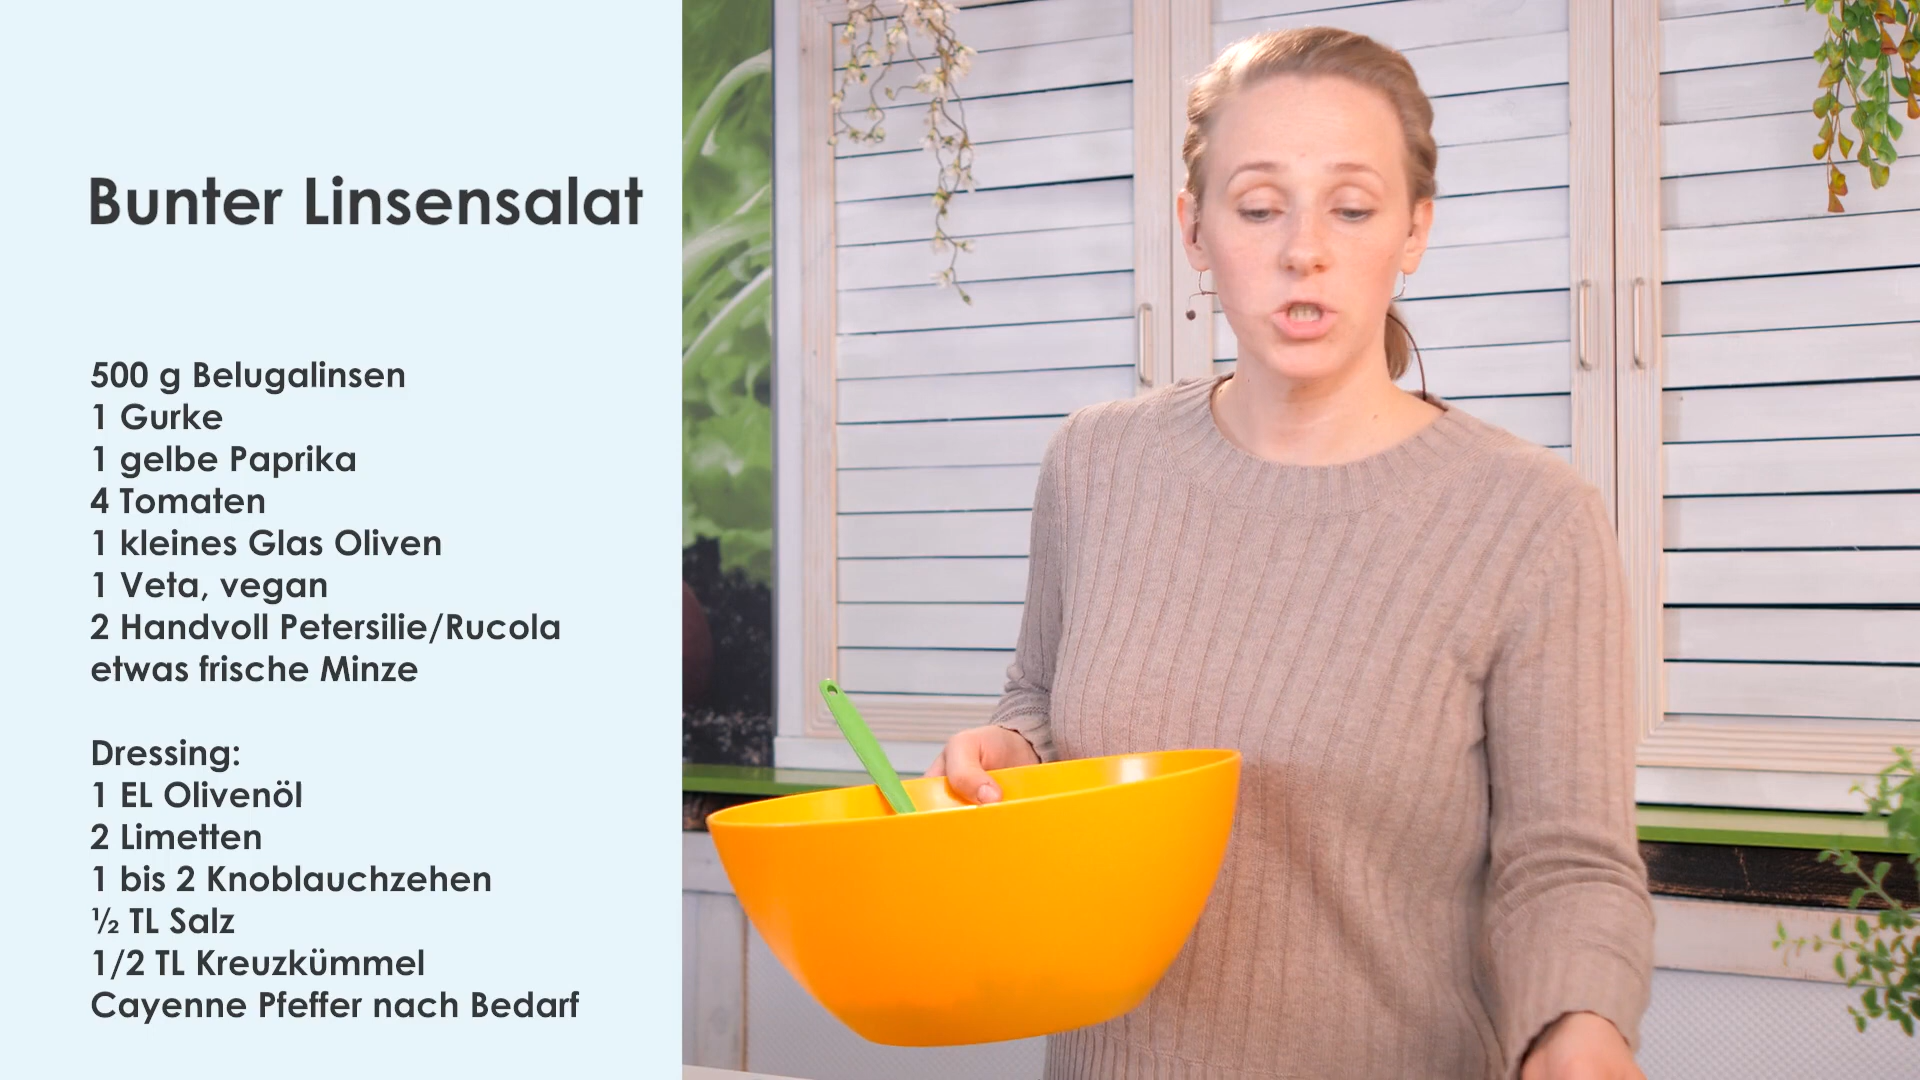 Bunter Linsensalat
500 g Belugalinsen
1 Gurke
1 gelbe Paprika
4 Tomaten
1 kleines Glas Oliven
1 Veta, vegan
2 Handvoll Petersilie/Rucola
etwas frische Minze
Dressing:
1 EL Olivenöl
2 Limetten
1 bis 2 Knoblauchzehen
½ TL Salz
1/2 TL Kreuzkümmel
Cayenne Pfeffer nach Bedarf